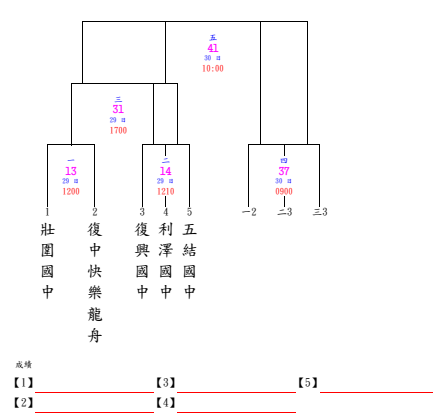 五
41
30 日
10:00
三
31
29 日
1700
一
13
29 日
1200
二
14
29 日
1210
四
37
30 日
0900
1 2 3 4 5 一2 二3 三3
壯圍國中
復中快樂龍舟
復興國中
利澤國中
五結國中
成績
【1】 【3】 【5】
【2】 【4】